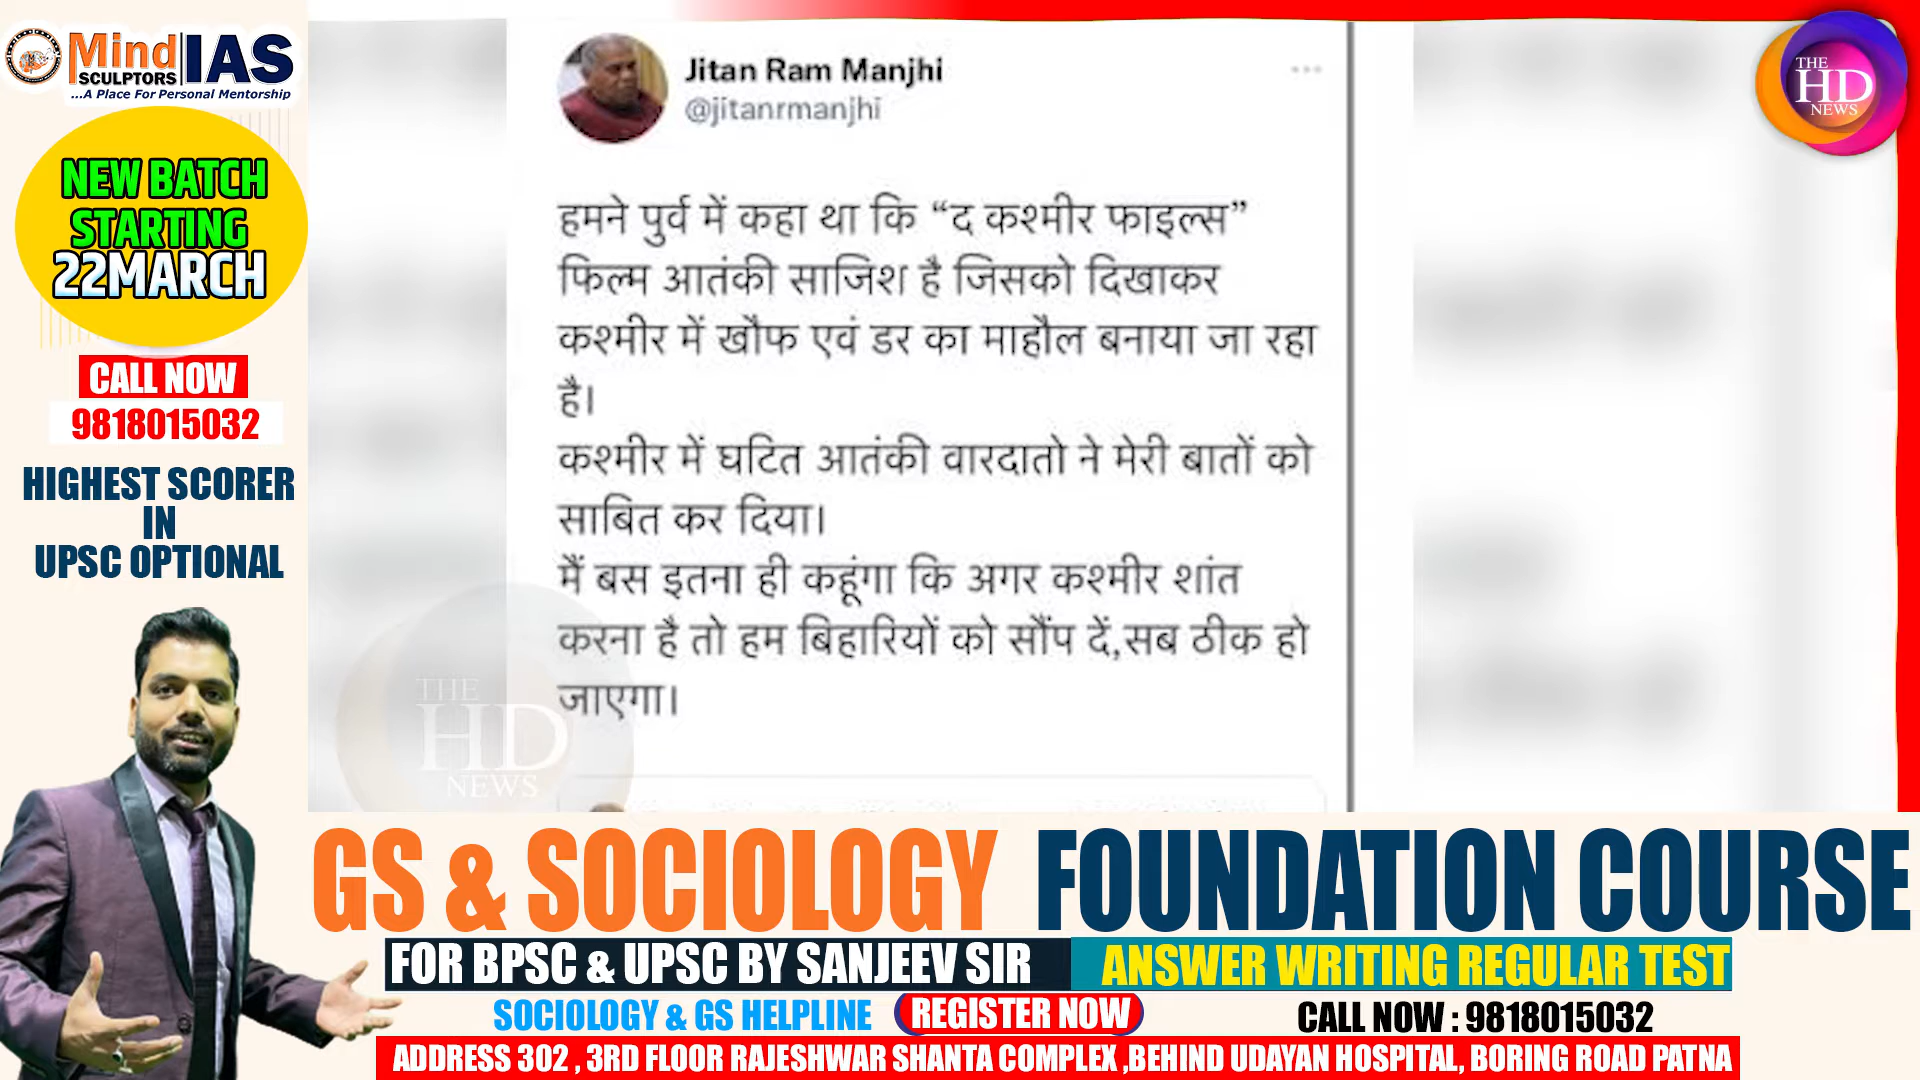 Mind IAS
SCULPTORS
...A Place For Personal Mentorship
NEW BATCH
STARTING
22MARCH
CALL NOW
9818015032
HIGHEST SCORER
IN
UPSC OPTIONAL
Jitan Ram Manjhi
@jitanrmanjhi
हमने पुर्व में कहा था कि “द कश्मीर फाइल्स”
फिल्म आतंकी साजिश है जिसको दिखाकर
कश्मीर में खौफ एवं डर का माहौल बनाया जा रहा
है।
कश्मीर में घटित आतंकी वारदातो ने मेरी बातों को
साबित कर दिया।
मैं बस इतना ही कहूंगा कि अगर कश्मीर शांत
करना है तो हम बिहारियों को सौंप दें,सब ठीक हो
जाएगा।
THE
HD
NEWS
THE
HD
NEWS
GS & SOCIOLOGY FOUNDATION COURSE
FOR BPSC & UPSC BY SANJEEV SIR ANSWER WRITING REGULAR TEST
SOCIOLOGY & GS HELPLINE REGISTER NOW CALL NOW : 9818015032
ADDRESS 302 , 3RD FLOOR RAJESHWAR SHANTA COMPLEX ,BEHIND UDAYAN HOSPITAL, BORING ROAD PATNA